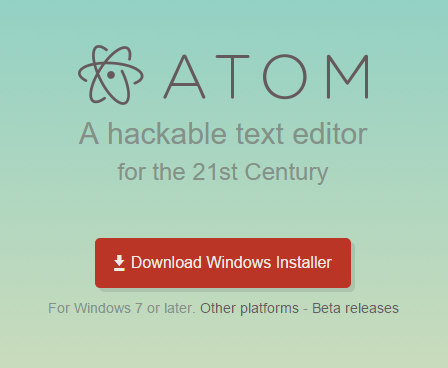 ATOM
A hackable text editor
for the 21st Century
Download Windows Installer
For Windows 7 or later. Other platforms - Beta releases